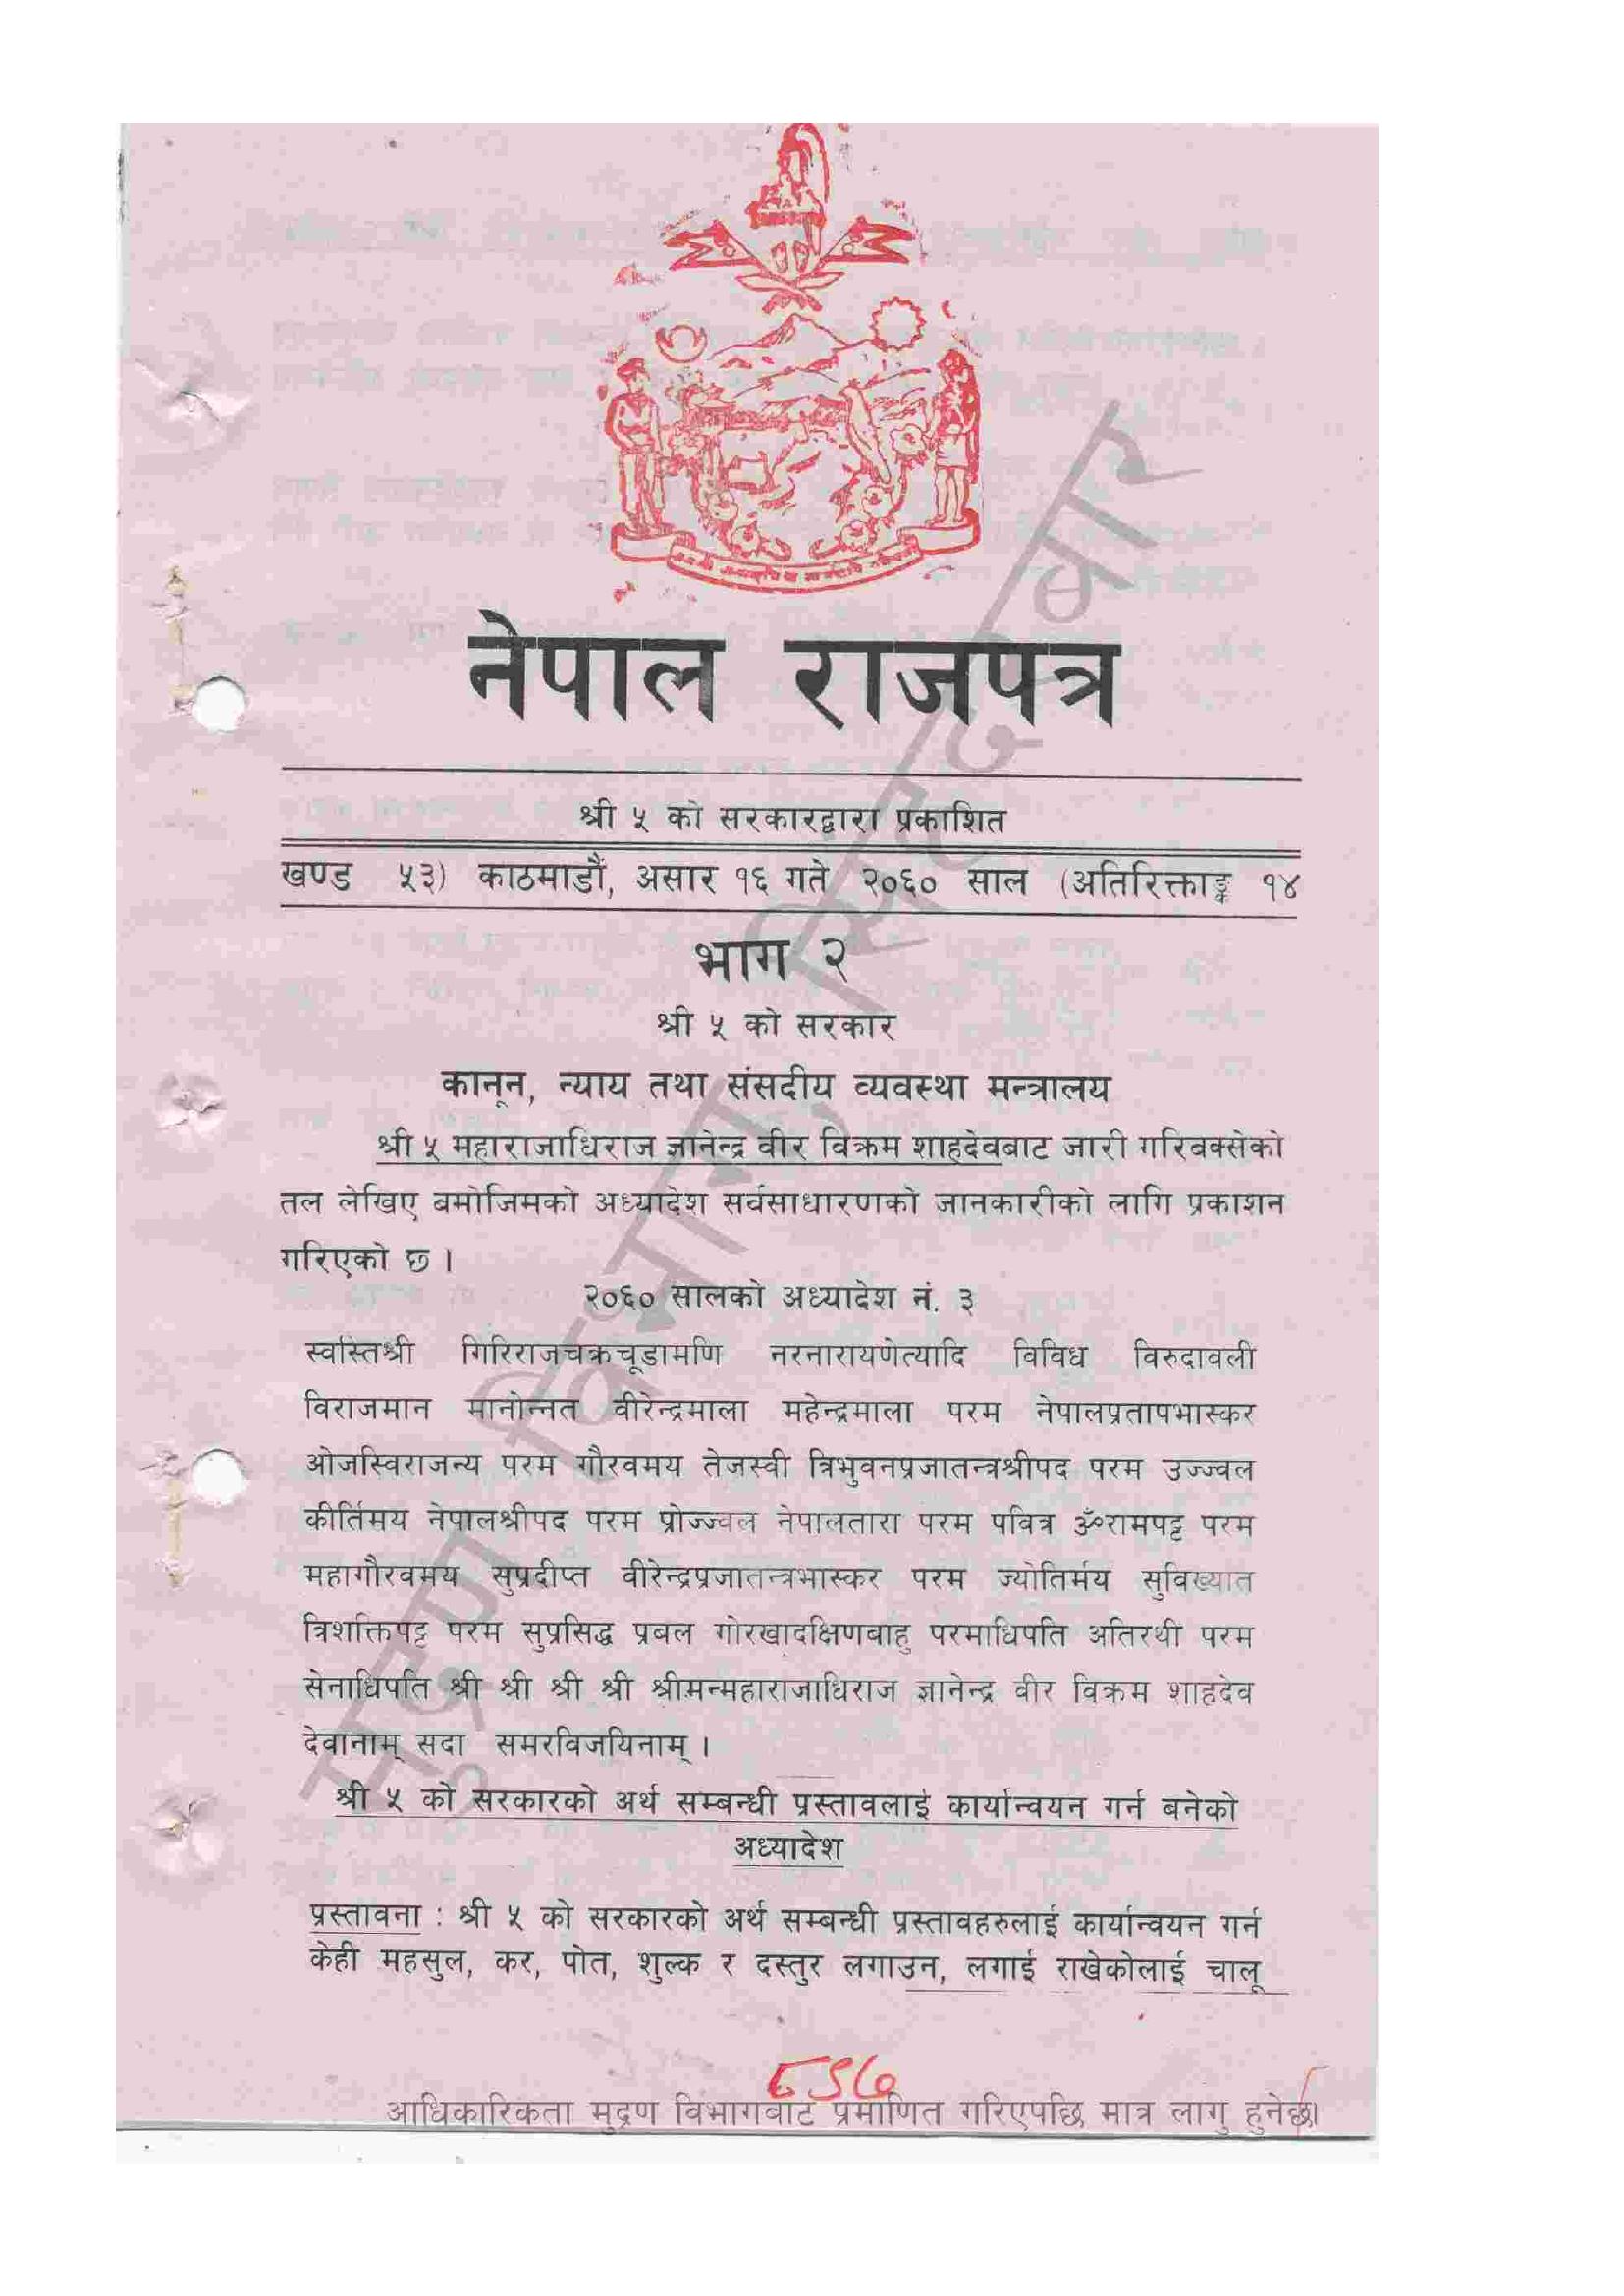 नेपाल राजपत्र
श्री ५ को सरकारद्वारा प्रकाशित
खण्ड ५३) काठमाडौं, असार १६ गते २०६० साल (अतिरिक्ताङ्क १४
भाग २
श्री ५ को सरकार
कानून, न्याय तथा संसदीय व्यवस्था मन्त्रालय
श्री ५ महाराजाधिराज ज्ञानेन्द्र वीर विक्रम शाहदेवबाट जारी गरिबक्सेको
तल लेखिए बमोजिमको अध्यादेश सर्वसाधारणको जानकारीको लागि प्रकाशन
गरिएको छ ।
२०६० सालको अध्यादेश नं. ३
स्वस्तिश्री गिरिराजचक्रचूडामणि नरनारायणेत्यादि विविध विरुदावली
विराजमान मानोन्नत वीरेन्द्रमाला महेन्द्रमाला परम नेपालप्रतापभास्कर
ओजस्विराजन्य परम गौरवमय तेजस्वी त्रिभुवनप्रजातन्त्रश्रीपद परम उज्ज्वल
कीर्तिमय नेपालश्रीपद परम प्रोज्ज्वल नेपालतारा परम पवित्र ॐरामपट्ट परम
महागौरवमय सुप्रदीप्त वीरेन्द्रप्रजातन्त्रभास्कर परम ज्योतिर्मय सुविख्यात
त्रिशक्तिपट्ट परम सुप्रसिद्ध प्रवल गोरखादक्षिणबाहु परमाधिपति अतिरथी परम
सेनाधिपति श्री श्री श्री श्री श्रीमन्महाराजाधिराज ज्ञानेन्द्र वीर विक्रम शाहदेव
देवानाम् सदा समरविजयिनाम् ।
श्री ५ को सरकारको अर्थ सम्बन्धी प्रस्तावलाई कार्यान्वयन गर्न बनेको
अध्यादेश
प्रस्तावना : श्री ५ को सरकारको अर्थ सम्बन्धी प्रस्तावहरुलाई कार्यान्वयन गर्न
केही महसुल, कर, पोत, शुल्क र दस्तुर लगाउन, लगाई राखेकोलाई चालू
आधिकारिकता मुद्रण विभागबाट प्रमाणित गरिएपछि मात्र लागु हुनेछ।
मुद्रण विभाग, सिंहदरबार